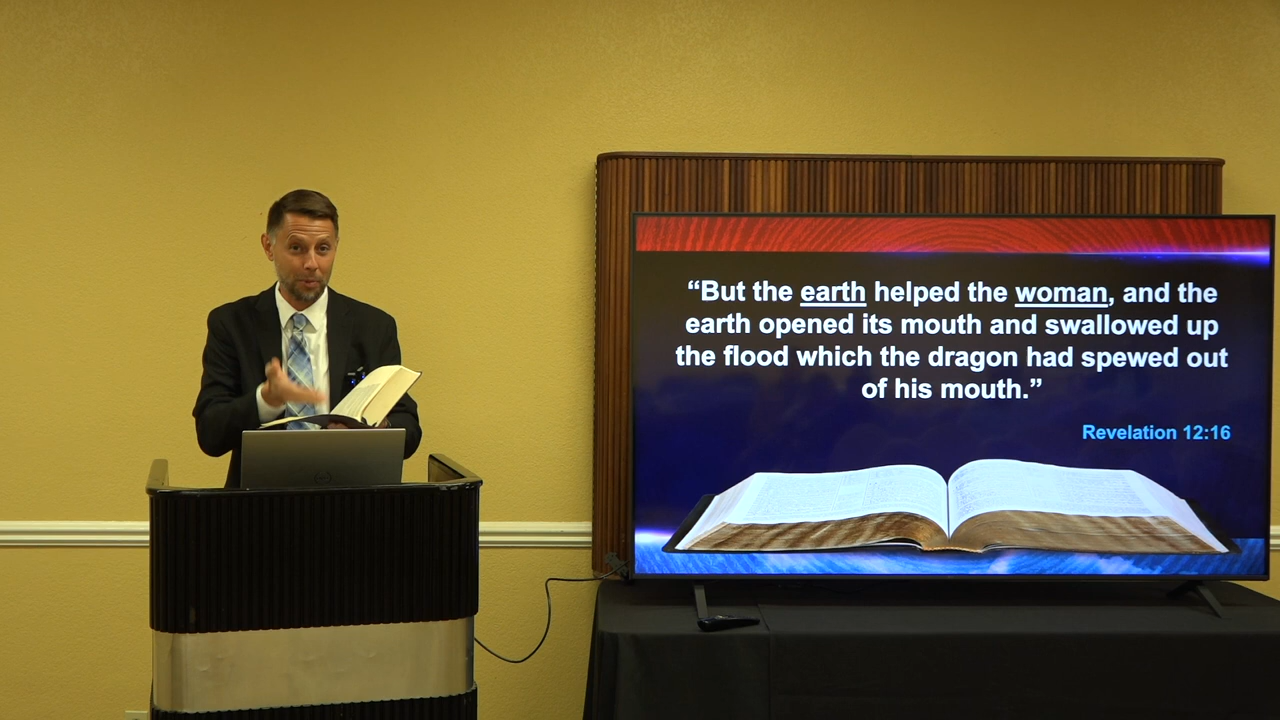 “But the earth helped the woman, and the
earth opened its mouth and swallowed up
the flood which the dragon had spewed out
of his mouth.”
Revelation 12:16